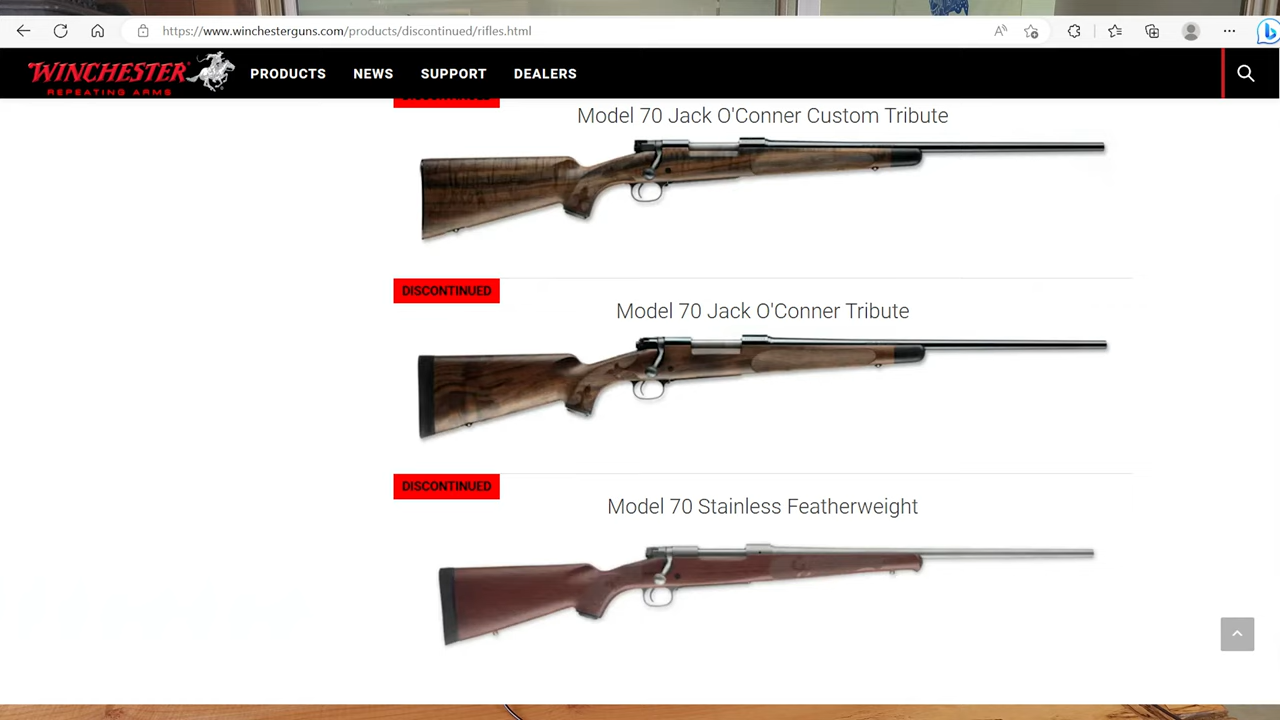 https://www.winchesterguns.com/products/discontinued/rifles.html
WINCHESTER
REPEATING ARMS
PRODUCTS NEWS SUPPORT DEALERS
DISCONTINUED
Model 70 Jack O'Conner Custom Tribute
DISCONTINUED
Model 70 Jack O'Conner Tribute
DISCONTINUED
Model 70 Stainless Featherweight